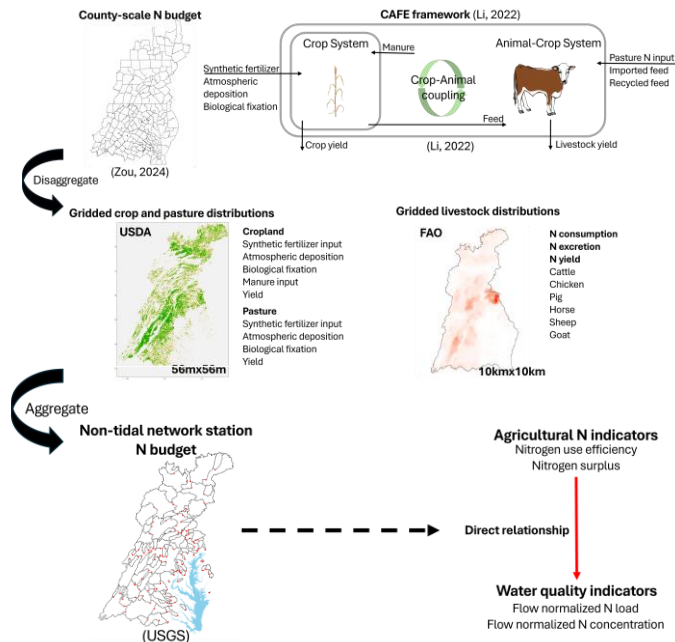 County-scale N budget
(Zou, 2024)
CAFE framework (Li, 2022)
Crop System
Manure
Animal-Crop System
Synthetic fertilizer
Atmospheric
deposition
Biological fixation
Crop-Animal
coupling
Pasture N input
Imported feed
Recycled feed
Feed
Crop yield
(Li, 2022)
Livestock yield
Disaggregate
Gridded crop and pasture distributions
USDA
Cropland
Synthetic fertilizer input
Atmospheric deposition
Biological fixation
Manure input
Yield
Pasture
Synthetic fertilizer input
Atmospheric deposition
Biological fixation
Yield
56mx56m
Gridded livestock distributions
FAO
N consumption
N excretion
N yield
Cattle
Chicken
Pig
Horse
Sheep
Goat
10kmx10km
Aggregate
Non-tidal network station
N budget
(USGS)
Agricultural N indicators
Nitrogen use efficiency
Nitrogen surplus
Direct relationship
Water quality indicators
Flow normalized N load
Flow normalized N concentration